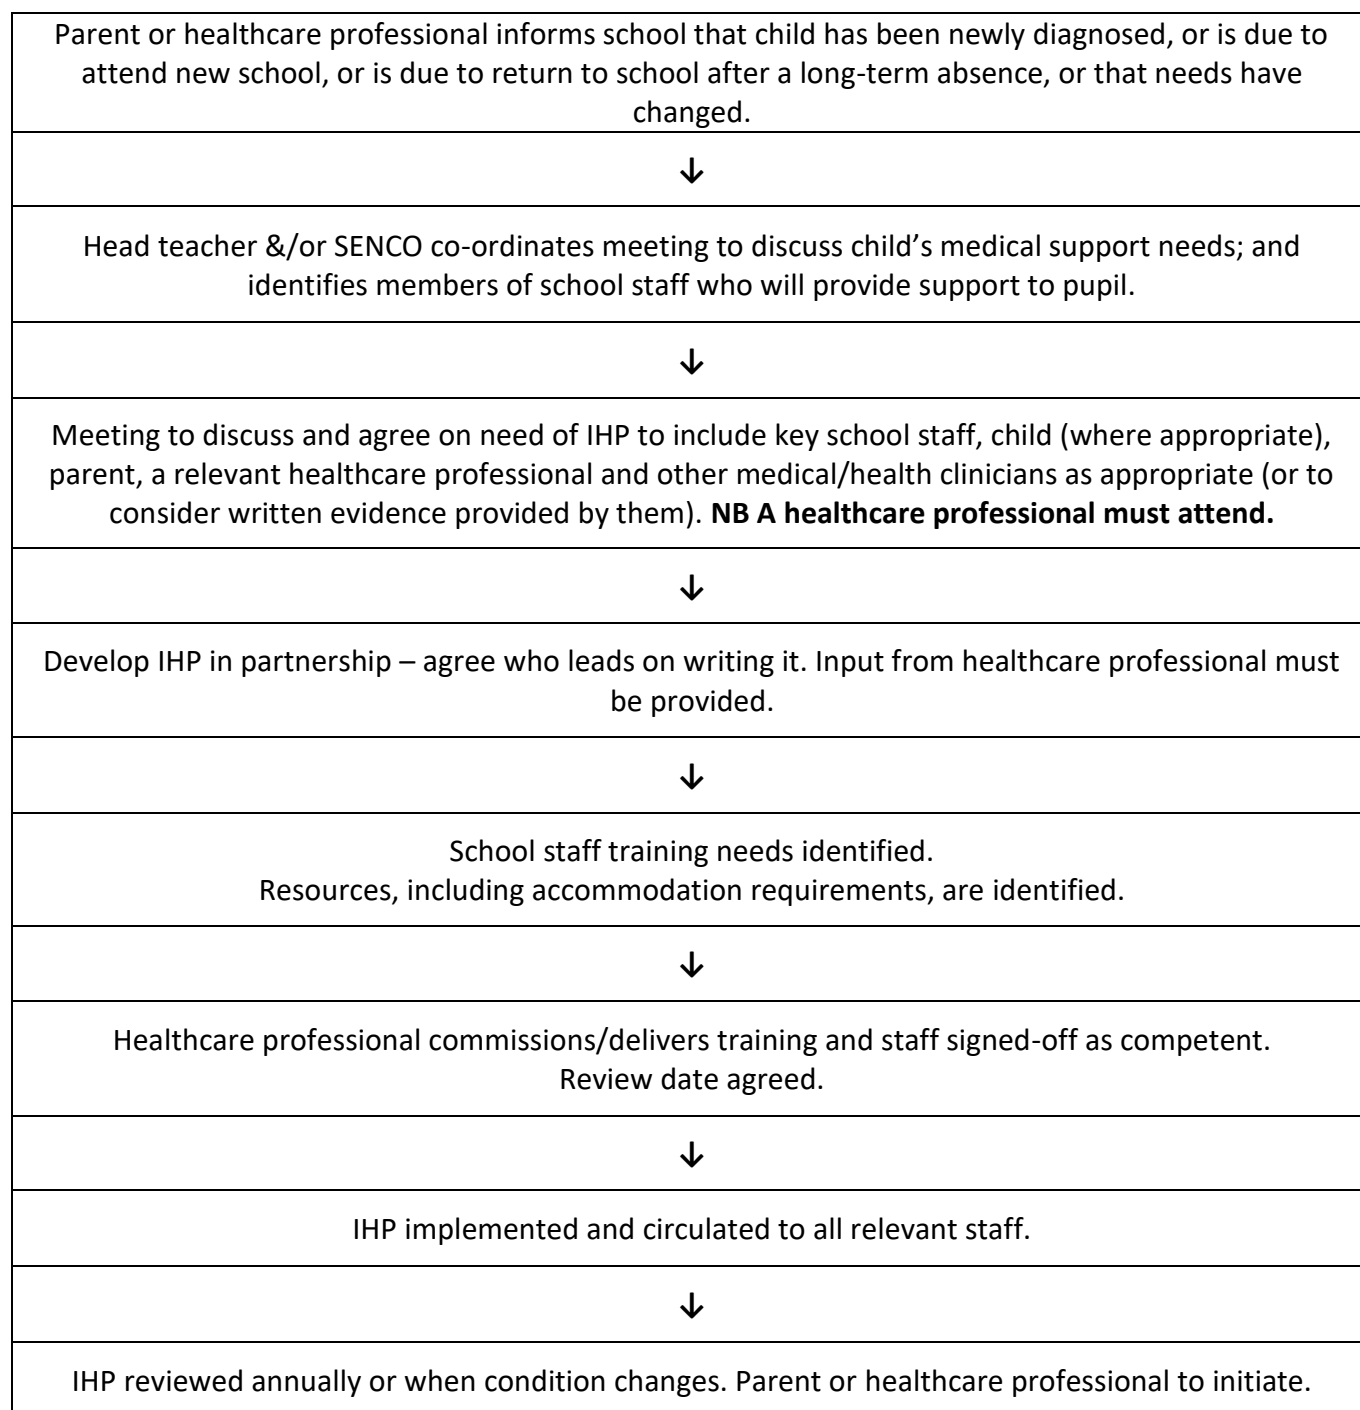 Parent or healthcare professional informs school that child has been newly diagnosed, or is due to
attend new school, or is due to return to school after a long-term absence, or that needs have
changed.
↓
Head teacher &/or SENCO co-ordinates meeting to discuss child’s medical support needs; and
identifies members of school staff who will provide support to pupil.
↓
Meeting to discuss and agree on need of IHP to include key school staff, child (where appropriate),
parent, a relevant healthcare professional and other medical/health clinicians as appropriate (or to
consider written evidence provided by them). NB A healthcare professional must attend.
↓
Develop IHP in partnership – agree who leads on writing it. Input from healthcare professional must
be provided.
↓
School staff training needs identified.
Resources, including accommodation requirements, are identified.
↓
Healthcare professional commissions/delivers training and staff signed-off as competent.
Review date agreed.
↓
IHP implemented and circulated to all relevant staff.
↓
IHP reviewed annually or when condition changes. Parent or healthcare professional to initiate.